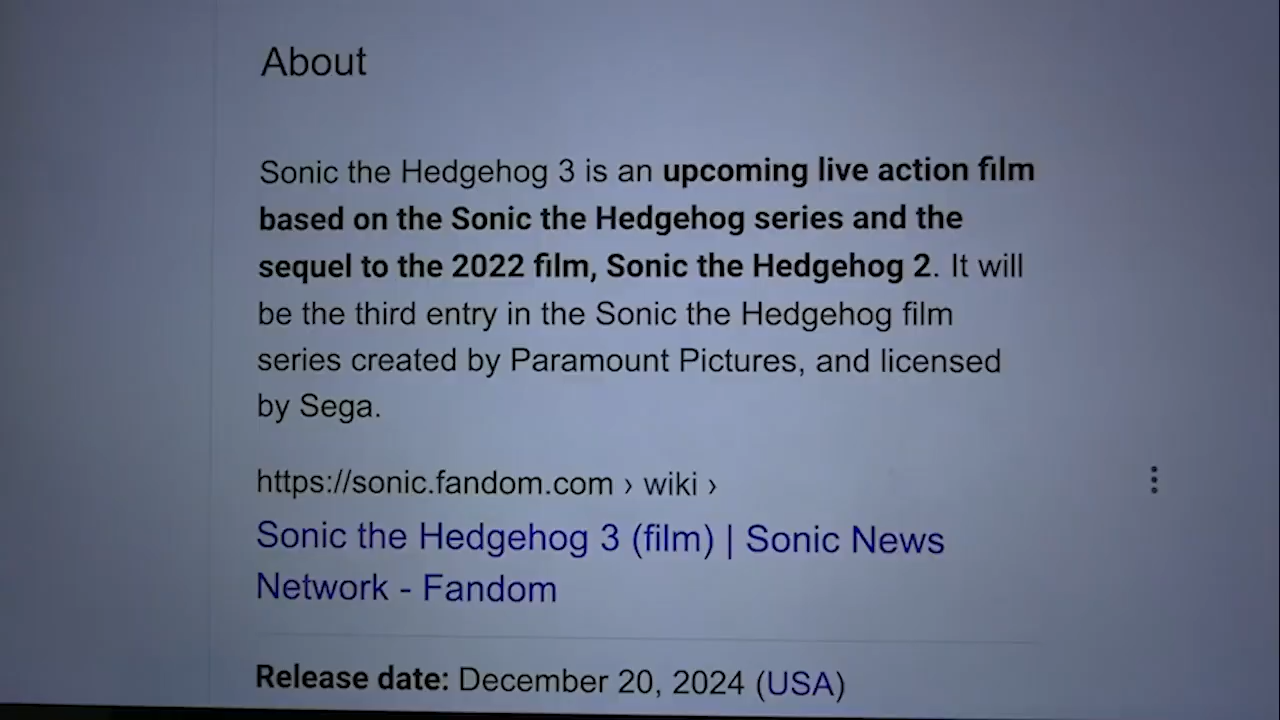 About
Sonic the Hedgehog 3 is an upcoming live action film
based on the Sonic the Hedgehog series and the
sequel to the 2022 film, Sonic the Hedgehog 2. It will
be the third entry in the Sonic the Hedgehog film
series created by Paramount Pictures, and licensed
by Sega.
https://sonic.fandom.com › wiki ›
Sonic the Hedgehog 3 (film) | Sonic News
Network - Fandom
Release date: December 20, 2024 (USA)